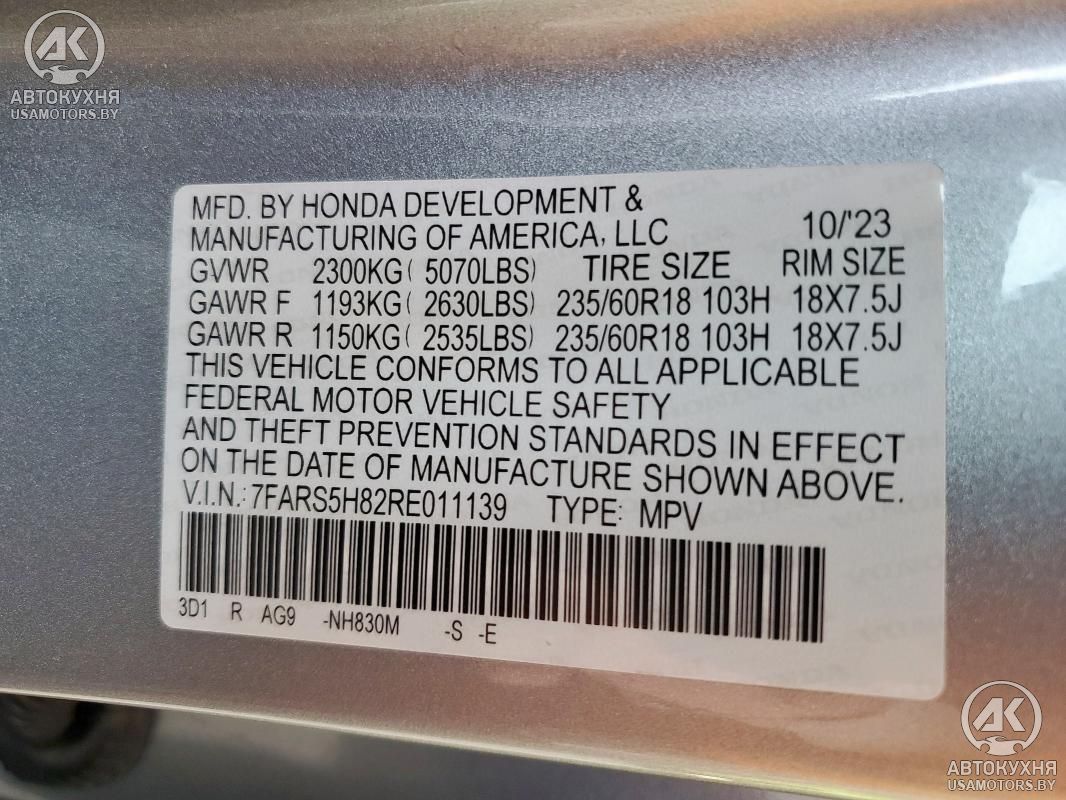 AK
АВТОКУХНЯ
USAMOTORS.BY
MFD. BY HONDA DEVELOPMENT &
MANUFACTURING OF AMERICA, LLC 10/'23
GVWR 2300KG( 5070LBS) TIRE SIZE RIM SIZE
GAWR F 1193KG( 2630LBS) 235/60R18 103H 18X7.5J
GAWR R 1150KG( 2535LBS) 235/60R18 103H 18X7.5J
THIS VEHICLE CONFORMS TO ALL APPLICABLE
FEDERAL MOTOR VEHICLE SAFETY
AND THEFT PREVENTION STANDARDS IN EFFECT
ON THE DATE OF MANUFACTURE SHOWN ABOVE.
V.I.N.: 7FARS5H82RE011139 TYPE: MPV
3D1 R AG9 -NH830M -S -E
AK
АВТОКУХНЯ
USAMOTORS.BY